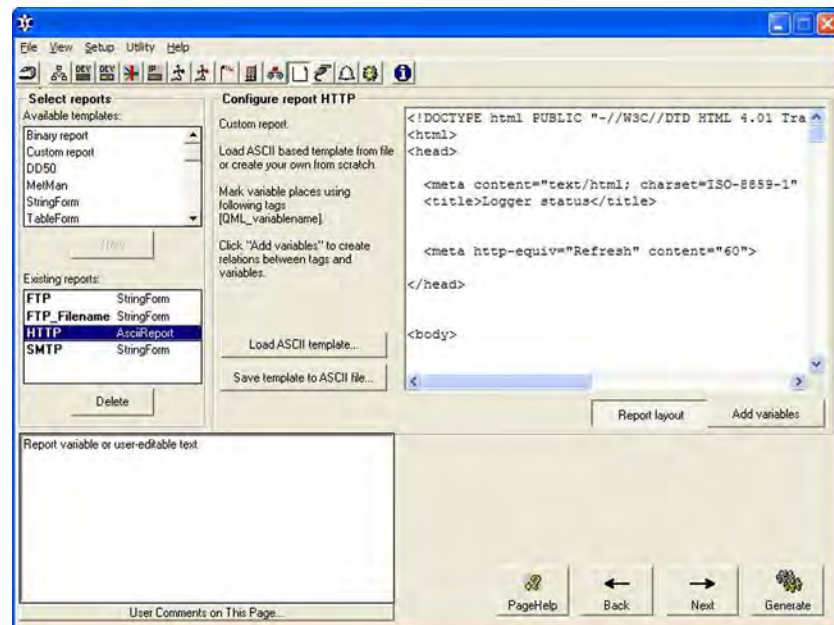 File View Setup Utility Help
Select reports
Available templates:
Binary report
Custom report
DD50
MetMan
StringForm
TableForm
New
Existing reports:
FTP StringForm
FTP_Filename StringForm
HTTP AsciiReport
SMTP StringForm
Delete
Configure report HTTP
Custom report
Load ASCII based template from file
or create your own from scratch.
Mark variable places using
following tags
[QML_variablename].
Click "Add variables" to create
relations between tags and
variables.
Load ASCII template...
Save template to ASCII file...
<!DOCTYPE html PUBLIC "-//W3C//DTD HTML 4.01 Tra
<html>
<head>
<meta content="text/html; charset=ISO-8859-1"
<title>Logger status</title>
<meta http-equiv="Refresh" content="60">
</head>
<body>
Report layout
Add variables
Report variable or user-editable text
User Comments on This Page...
PageHelp
Back
Next
Generate